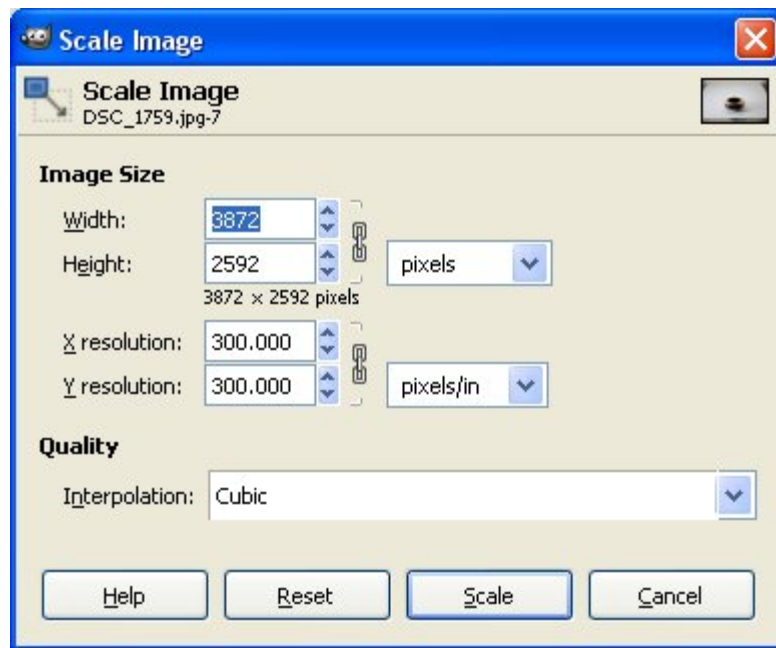 Scale Image
Scale Image
DSC_1759.jpg-7
Image Size
Width: 3872
Height: 2592 pixels
3872 × 2592 pixels
X resolution: 300.000
Y resolution: 300.000 pixels/in
Quality
Interpolation: Cubic
Help Reset Scale Cancel